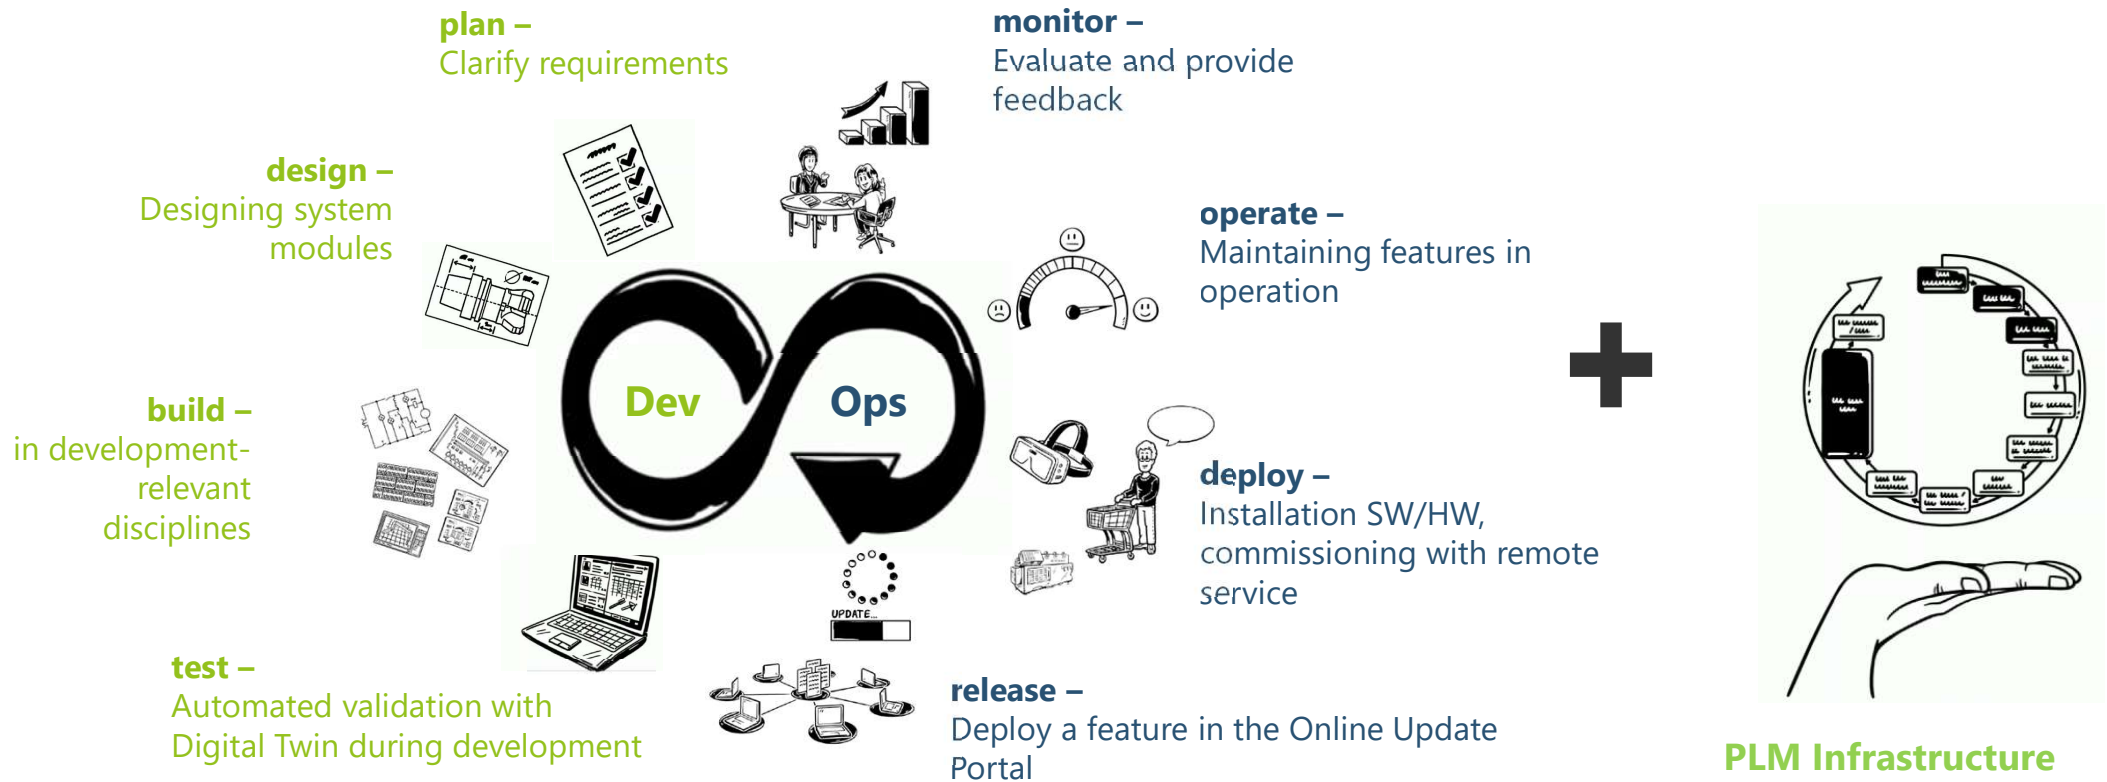 plan –
Clarify requirements
monitor –
Evaluate and provide
feedback
design –
Designing system
modules
operate –
Maintaining features in
operation
Dev
Ops
build –
in development-
relevant
disciplines
deploy –
Installation SW/HW,
commissioning with remote
service
UPDATE...
test –
Automated validation with
Digital Twin during development
release –
Deploy a feature in the Online Update
Portal
PLM Infrastructure